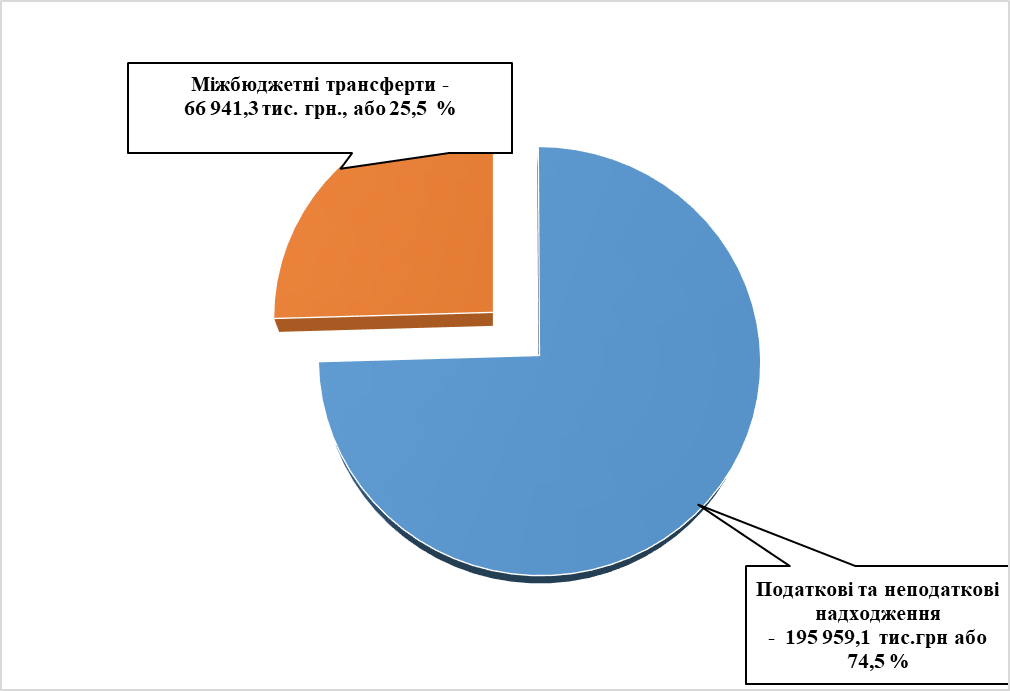 Міжбюджетні трансферти -
66 941,3 тис. грн., або 25,5 %
Податкові та неподаткові
надходження
- 195 959,1 тис.грн або
74,5 %